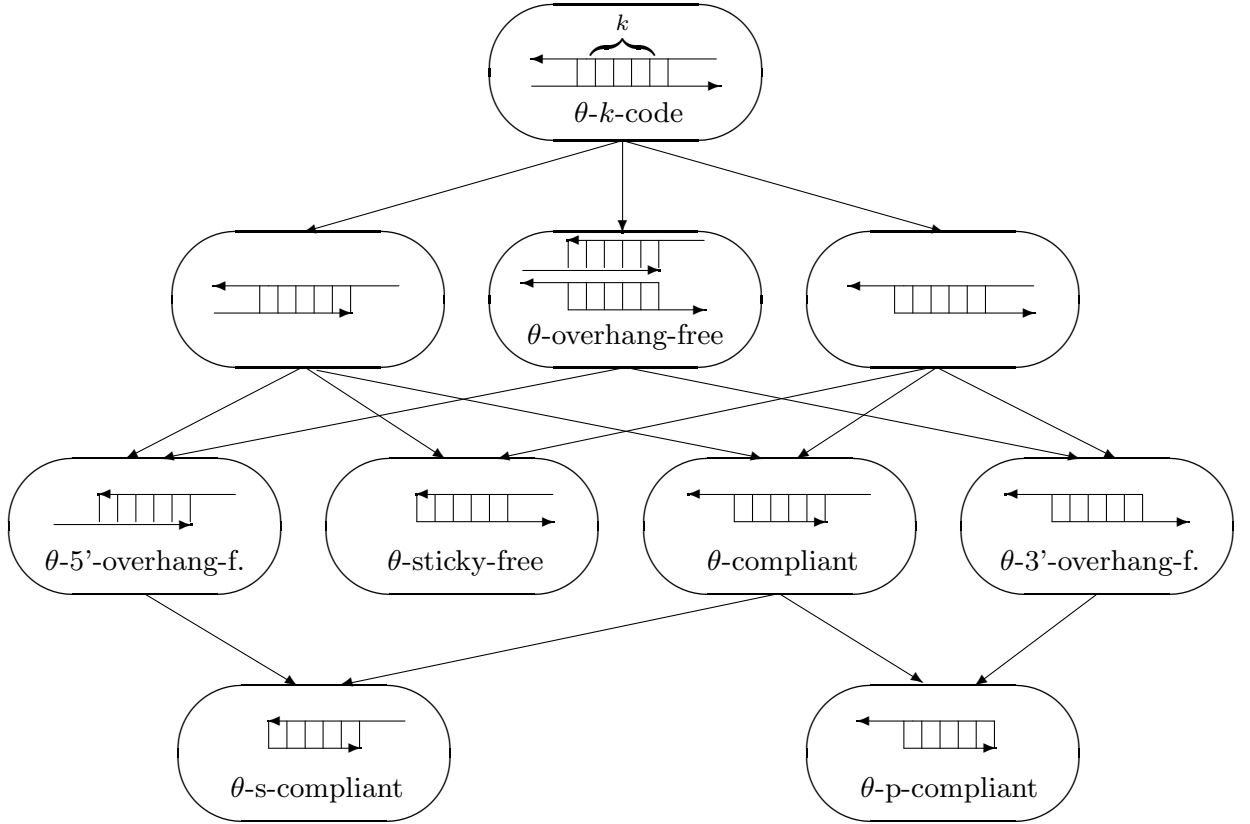 k
θ-k-code
θ-overhang-free
θ-5’-overhang-f.
θ-sticky-free
θ-compliant
θ-3’-overhang-f.
θ-s-compliant
θ-p-compliant